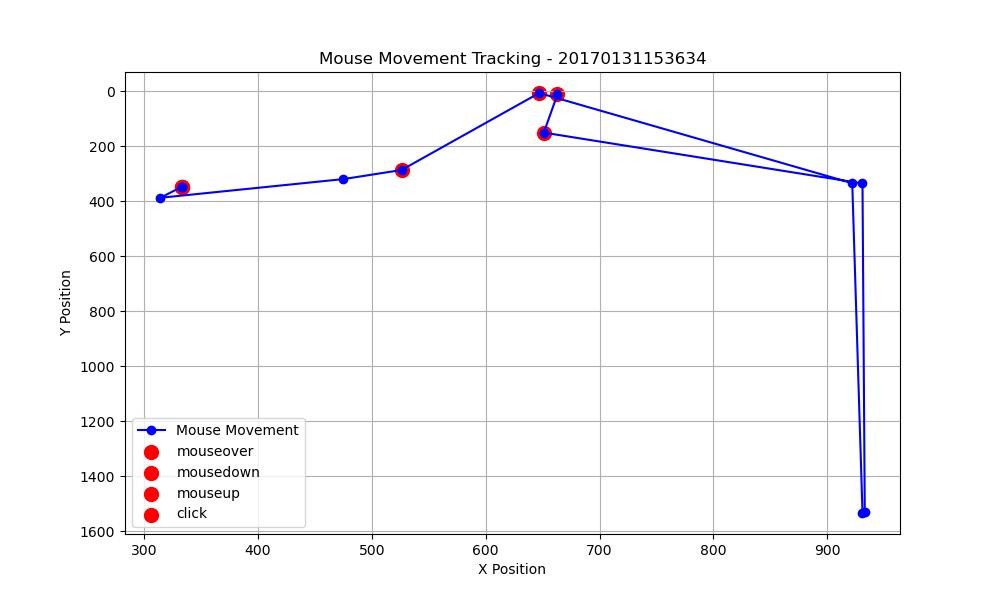 Mouse Movement Tracking - 20170131153634
0
200
400
600
800
1000
1200
1400
1600
Y Position
Mouse Movement
mouseover
mousedown
mouseup
click
300 400 500 600 700 800 900
X Position